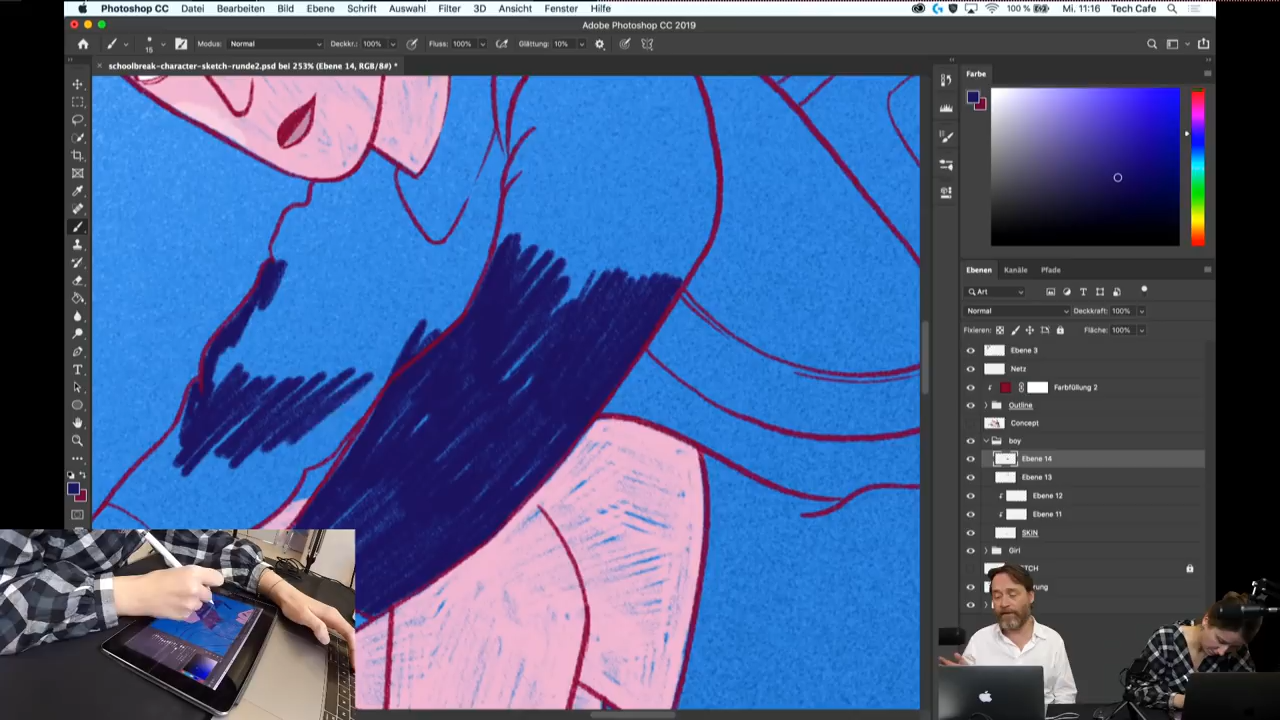 Photoshop CC Datei Bearbeiten Bild Ebene Schrift Auswahl Filter 3D Ansicht Fenster Hilfe 100 % Mi. 11:16 Tech Cafe
Adobe Photoshop CC 2019
15 Modus: Normal Deckkr.: 100% Fluss: 100% Glättung: 10%
schoolbreak-character-sketch-runde2.psd bei 253% (Ebene 14, RGB/8#) *
Farbe
Ebenen Kanäle Pfade
Art
Normal Deckkraft: 100%
Fixieren: Fläche: 100%
Ebene 3
Netz
Farbfüllung 2
Outline
Concept
boy
Ebene 14
Ebene 13
Ebene 12
Ebene 11
SKIN
Girl